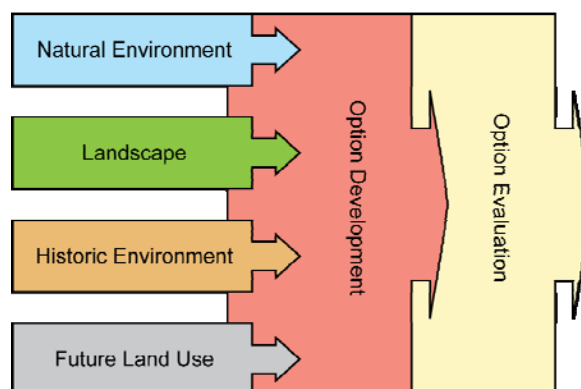 Natural Environment
Landscape
Historic Environment
Future Land Use
Option Development
Option Evaluation